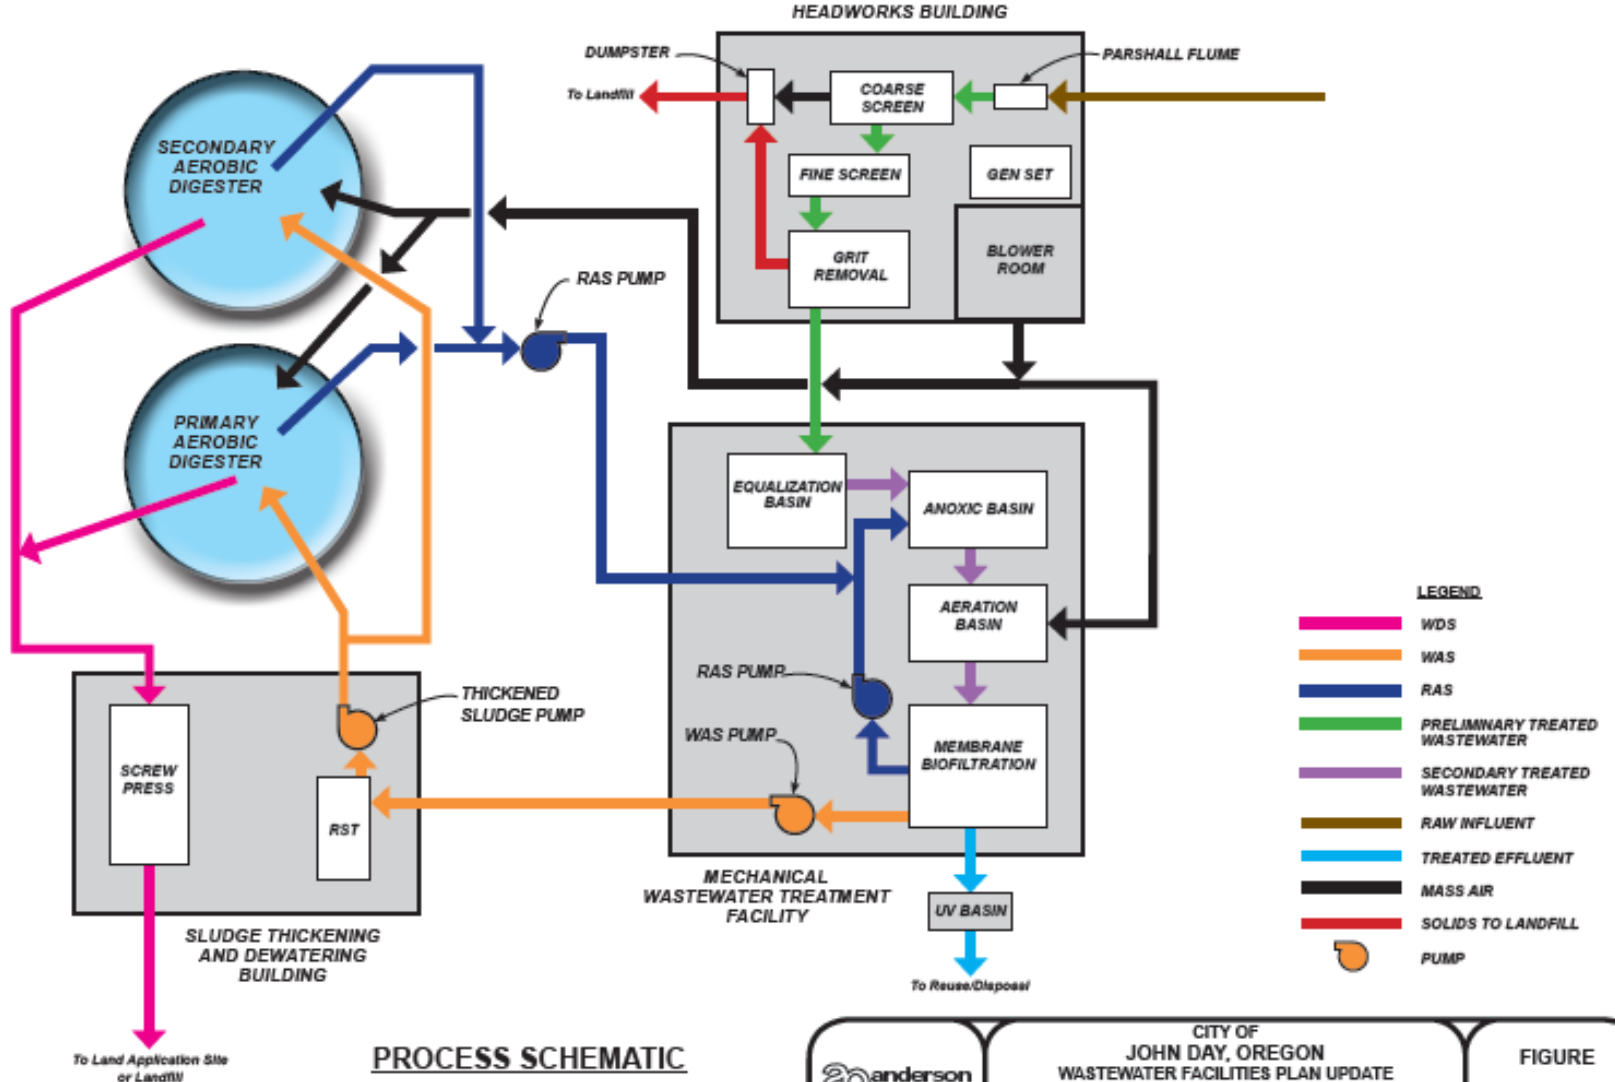 HEADWORKS BUILDING
DUMPSTER
PARSHALL FLUME
To Landfill
COARSE
SCREEN
SECONDARY
AEROBIC
DIGESTER
FINE SCREEN
GEN SET
GRIT
REMOVAL
BLOWER
ROOM
RAS PUMP
PRIMARY
AEROBIC
DIGESTER
EQUALIZATION
BASIN
ANOXIC BASIN
AERATION
BASIN
RAS PUMP
THICKENED
SLUDGE PUMP
WAS PUMP
MEMBRANE
BIOFILTRATION
SCREW
PRESS
RST
MECHANICAL
WASTEWATER TREATMENT
FACILITY
UV BASIN
SLUDGE THICKENING
AND DEWATERING
BUILDING
To Reuse/Disposal
LEGEND
WDS
WAS
RAS
PRELIMINARY TREATED
WASTEWATER
SECONDARY TREATED
WASTEWATER
RAW INFLUENT
TREATED EFFLUENT
MASS AIR
SOLIDS TO LANDFILL
PUMP
To Land Application Site
or Landfill
PROCESS SCHEMATIC
anderson
CITY OF
JOHN DAY, OREGON
WASTEWATER FACILITIES PLAN UPDATE
FIGURE